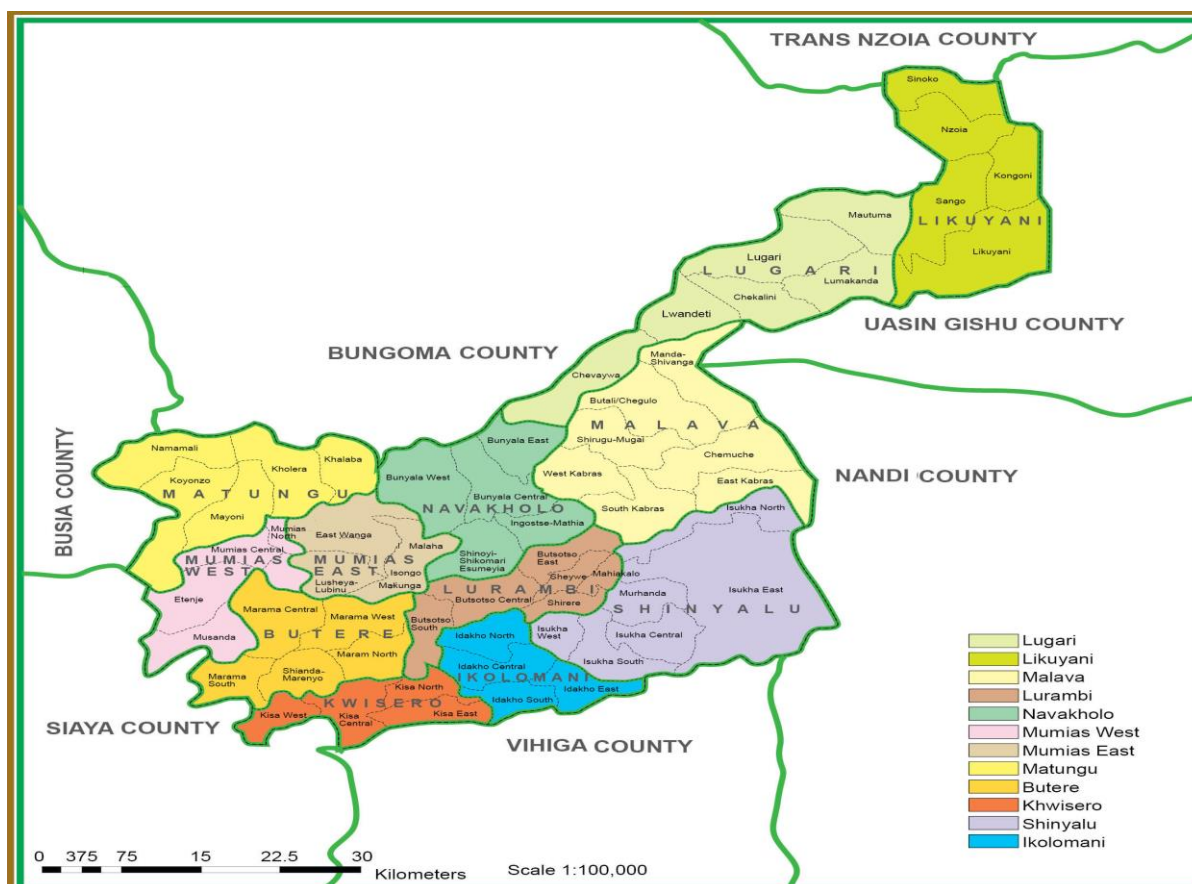 TRANS NZOIA COUNTY
Sinoko
Nzoia
Kongoni
Sango
LIKUYANI
Likuyani
Mautuma
Lugari
LUGARI
Lumakanda
Chekalini
Lwandeti
UASIN GISHU COUNTY
BUNGOMA COUNTY
Manda-
Shivanga
Chevaywa
Butali/Chegulo
MALAVA
Shirugu-Mugai
Chemuche
West Kabras
East Kabras
South Kabras
NANDI COUNTY
BUSIA COUNTY
Namamali
Khalaba
Kholera
Koyonzo
MATUNGU
Mayoni
Bunyala East
Bunyala West
Bunyala Central
NAVAKHOLO
Ingostse-Mathia
Shinoyi-
Shikomari
Esumeyia
Mumias
North
Mumias Central
MUMIAS
WEST
Etenje
Musanda
East Wanga
Malaha
MUMIAS
EAST
Isongo
Lusheya-
Lubinu
Makunga
Butsotso
East
Sheywe
Mahiakalo
LURAMBI
Butsotso Central
Shirere
Butsotso
South
Isukha North
Isukha East
Murhanda
SHINYALU
Isukha
West
Isukha Central
Isukha South
Marama Central
Marama West
BUTERE
Maram North
Marama
South
Shianda-
Marenyo
Idakho North
Idakho Central
IKOLOMANI
Idakho East
Idakho South
Kisa North
KWISERO
Kisa West
Kisa
Central
Kisa East
SIAYA COUNTY
VIHIGA COUNTY
Lugari
Likuyani
Malava
Lurambi
Navakholo
Mumias West
Mumias East
Matungu
Butere
Khwisero
Shinyalu
Ikolomani
0 375 75 15 22.5 30
Kilometers
Scale 1:100,000